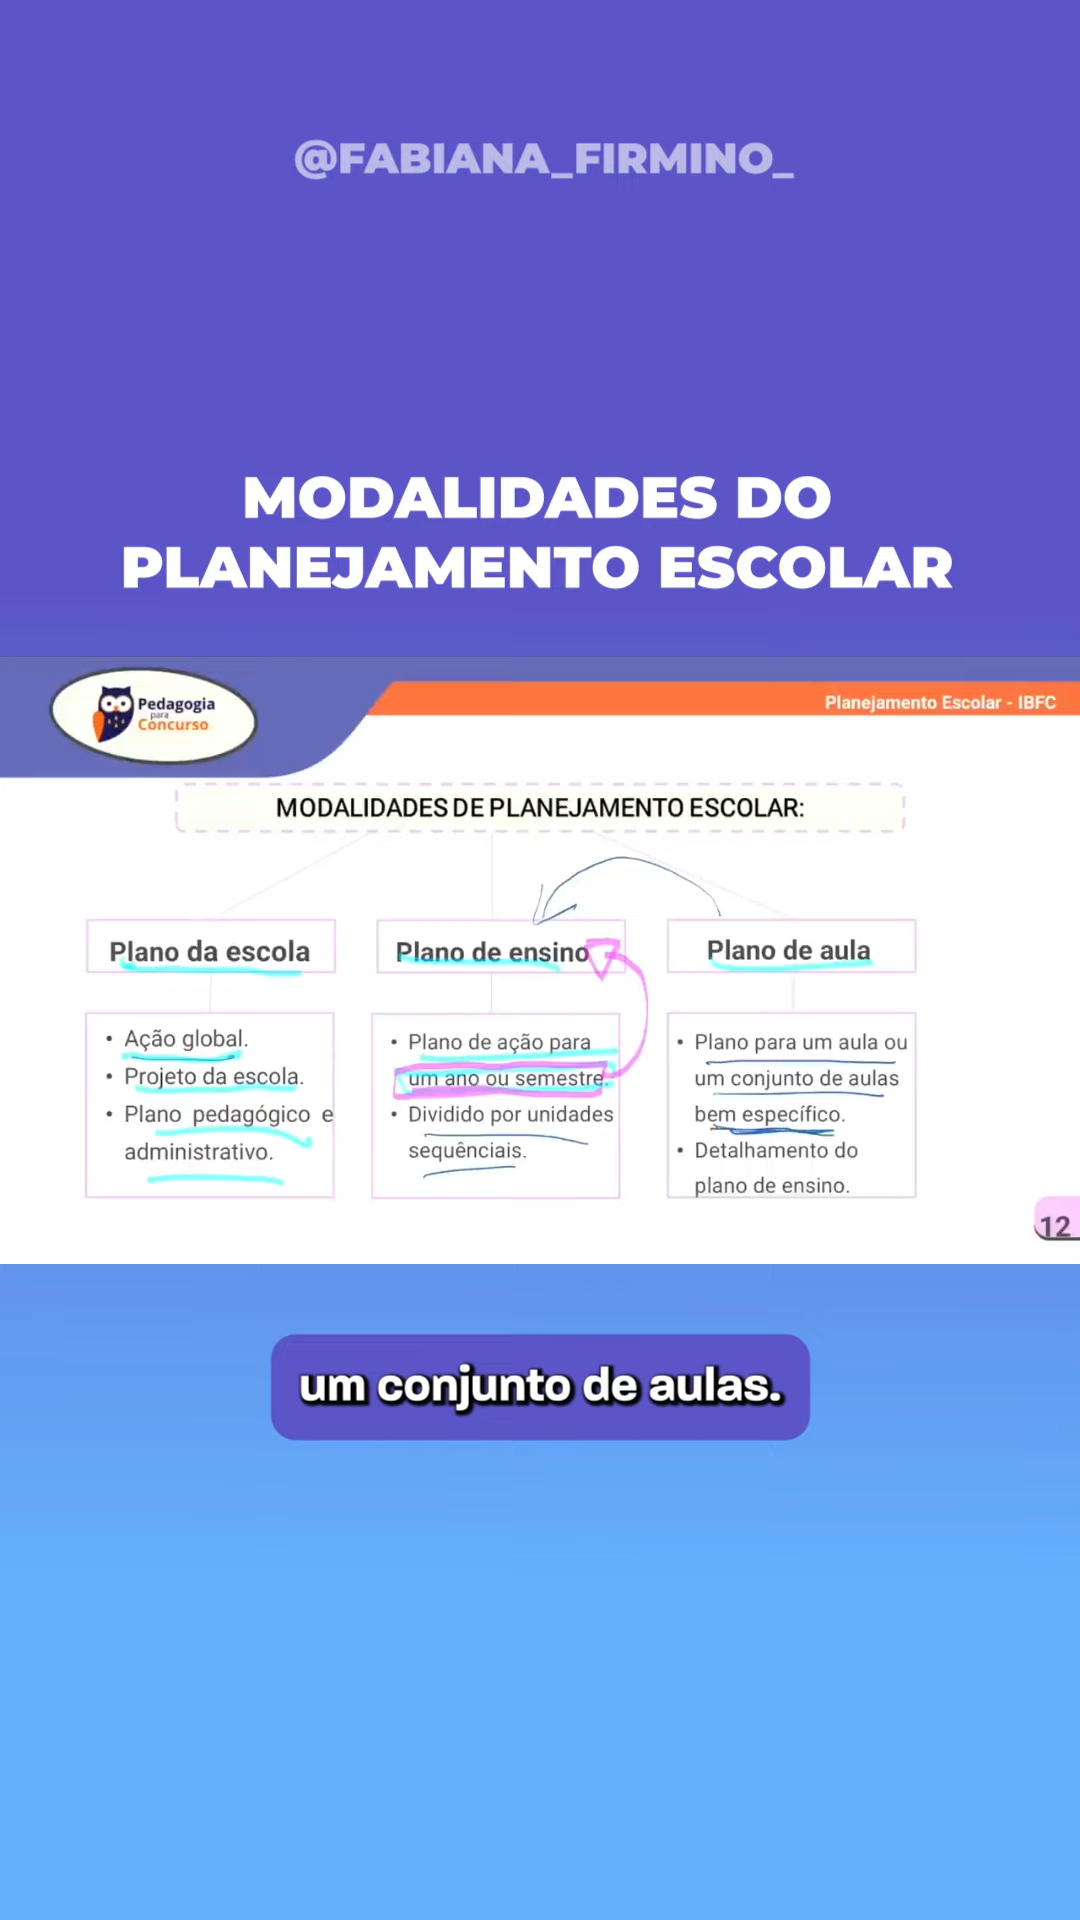 @FABIANA_FIRMINO_
MODALIDADES DO
PLANEJAMENTO ESCOLAR
Pedagogia
para
Concurso
Planejamento Escolar - IBFC
MODALIDADES DE PLANEJAMENTO ESCOLAR:
Plano da escola
• Ação global.
• Projeto da escola.
• Plano pedagógico e
administrativo.
Plano de ensino
• Plano de ação para
um ano ou semestre.
• Dividido por unidades
sequênciais.
Plano de aula
• Plano para um aula ou
um conjunto de aulas
bem específico.
• Detalhamento do
plano de ensino.
12
um conjunto de aulas.